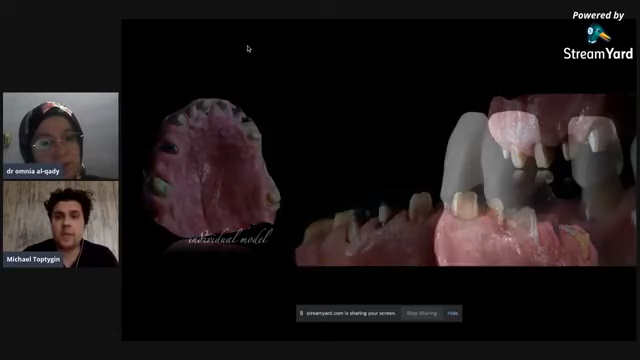 Powered by
StreamYard
dr omnia al-qady
individual model
Michael Toptygin
streamyard.com is sharing your screen.
Stop Sharing
Hide